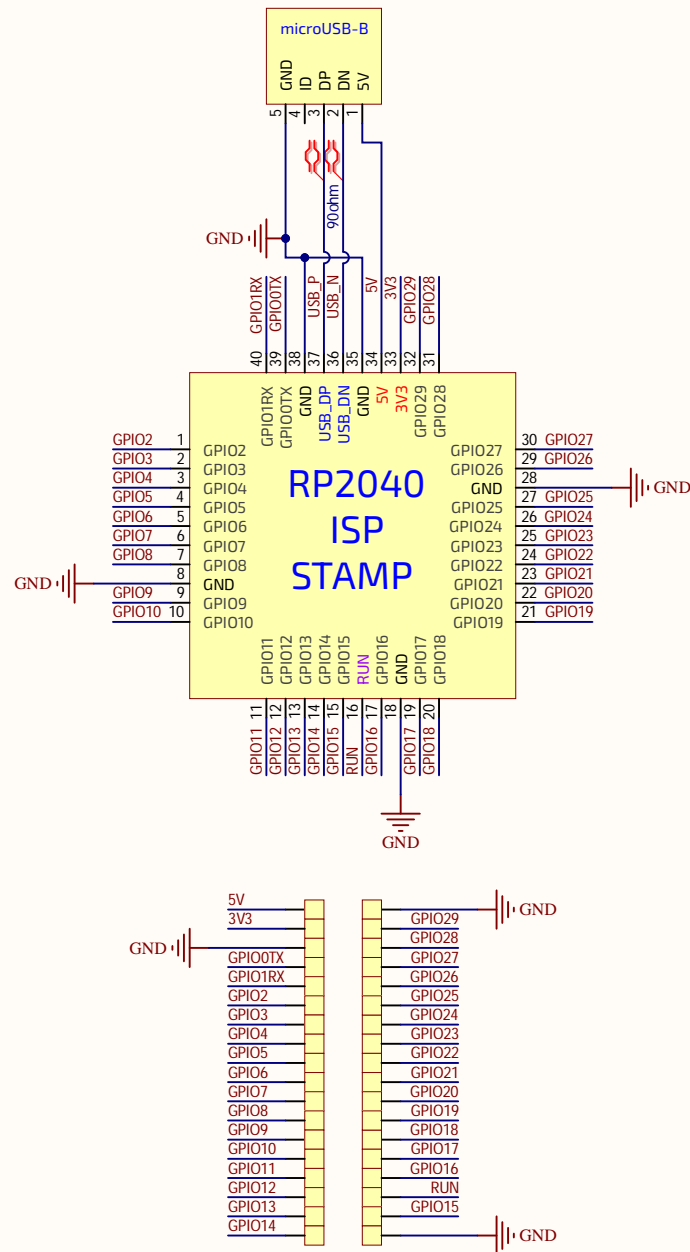 microUSB-B
GND
ID
DP
DN
5V
5
4
3
2
1
90ohm
GND
GPIO1RX
GPIO0TX
USB_P
USB_N
5V
3V3
GPIO29
GPIO28
40
39
38
37
36
35
34
33
32
31
GPIO1RX
GPIO0TX
GND
USB_DP
USB_DN
GND
5V
3V3
GPIO29
GPIO28
GPIO2 1 GPIO2
GPIO3 2 GPIO3
GPIO4 3 GPIO4
GPIO5 4 GPIO5
GPIO6 5 GPIO6
GPIO7 6 GPIO7
GPIO8 7 GPIO8
GND 8 GND
GPIO9 9 GPIO9
GPIO10 10 GPIO10
RP2040
ISP
STAMP
GPIO27 30 GPIO27
GPIO26 29 GPIO26
GND 28 GND
GPIO25 27 GPIO25
GPIO24 26 GPIO24
GPIO23 25 GPIO23
GPIO22 24 GPIO22
GPIO21 23 GPIO21
GPIO20 22 GPIO20
GPIO19 21 GPIO19
GPIO11
GPIO12
GPIO13
GPIO14
GPIO15
RUN
GPIO16
GND
GPIO17
GPIO18
11
12
13
14
15
16
17
18
19
20
GPIO11
GPIO12
GPIO13
GPIO14
GPIO15
RUN
GPIO16
GPIO17
GPIO18
GND
5V
3V3
GND
GPIO0TX
GPIO1RX
GPIO2
GPIO3
GPIO4
GPIO5
GPIO6
GPIO7
GPIO8
GPIO9
GPIO10
GPIO11
GPIO12
GPIO13
GPIO14
GND
GPIO29
GPIO28
GPIO27
GPIO26
GPIO25
GPIO24
GPIO23
GPIO22
GPIO21
GPIO20
GPIO19
GPIO18
GPIO17
GPIO16
RUN
GPIO15
GND